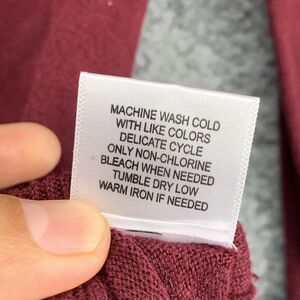 MACHINE WASH COLD
WITH LIKE COLORS
DELICATE CYCLE
ONLY NON-CHLORINE
BLEACH WHEN NEEDED
TUMBLE DRY LOW
WARM IRON IF NEEDED